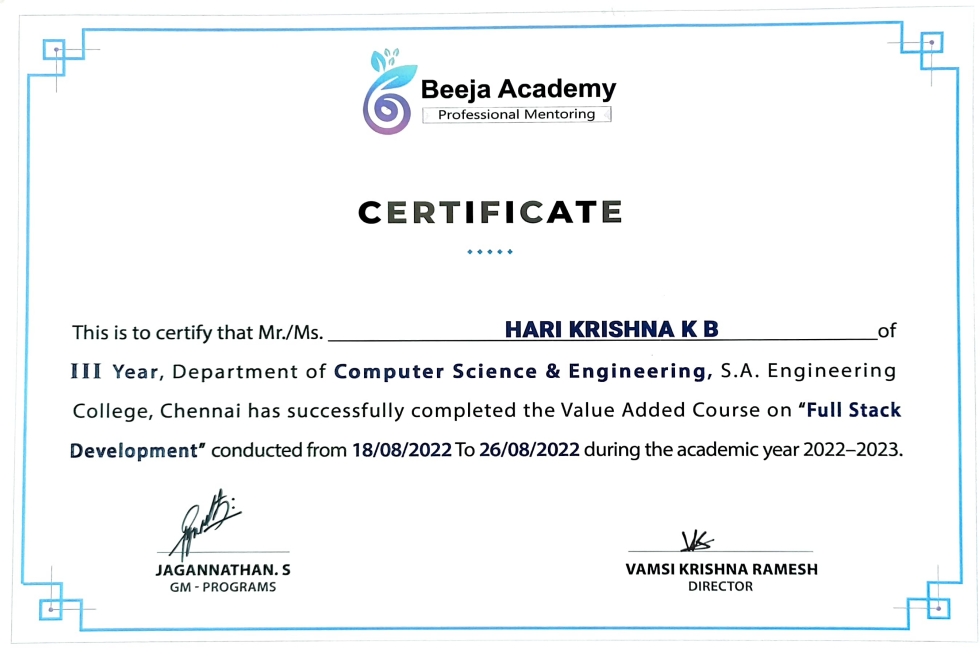 Beeja Academy
Professional Mentoring
CERTIFICATE
This is to certify that Mr./Ms. HARI KRISHNA K B of
III Year, Department of Computer Science & Engineering, S.A. Engineering
College, Chennai has successfully completed the Value Added Course on “Full Stack
Development” conducted from 18/08/2022 To 26/08/2022 during the academic year 2022–2023.
JAGANNATHAN. S
GM - PROGRAMS
VAMSI KRISHNA RAMESH
DIRECTOR